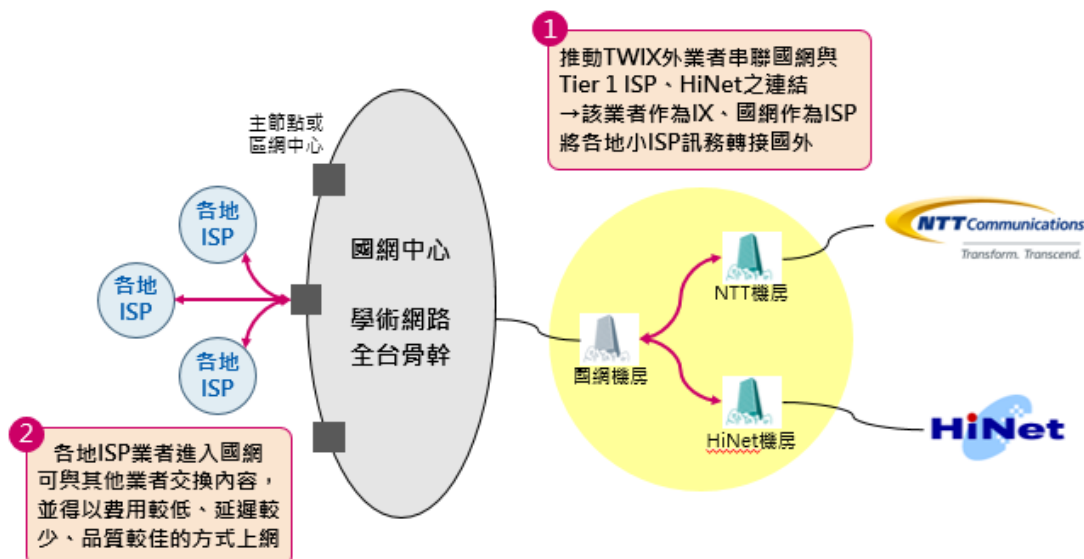 1
推動TWIX外業者串聯國網與
Tier 1 ISP、HiNet之連結
→該業者作為IX、國網作為ISP
將各地小ISP訊務轉接國外
主節點或
區網中心
各地
ISP
各地
ISP
各地
ISP
國網中心
學術網路
全台骨幹
國網機房
NTT機房
HiNet機房
NTT Communications
Transform. Transcend.
HiNet
2
各地ISP業者進入國網
可與其他業者交換內容，
並得以費用較低、延遲較
少、品質較佳的方式上網